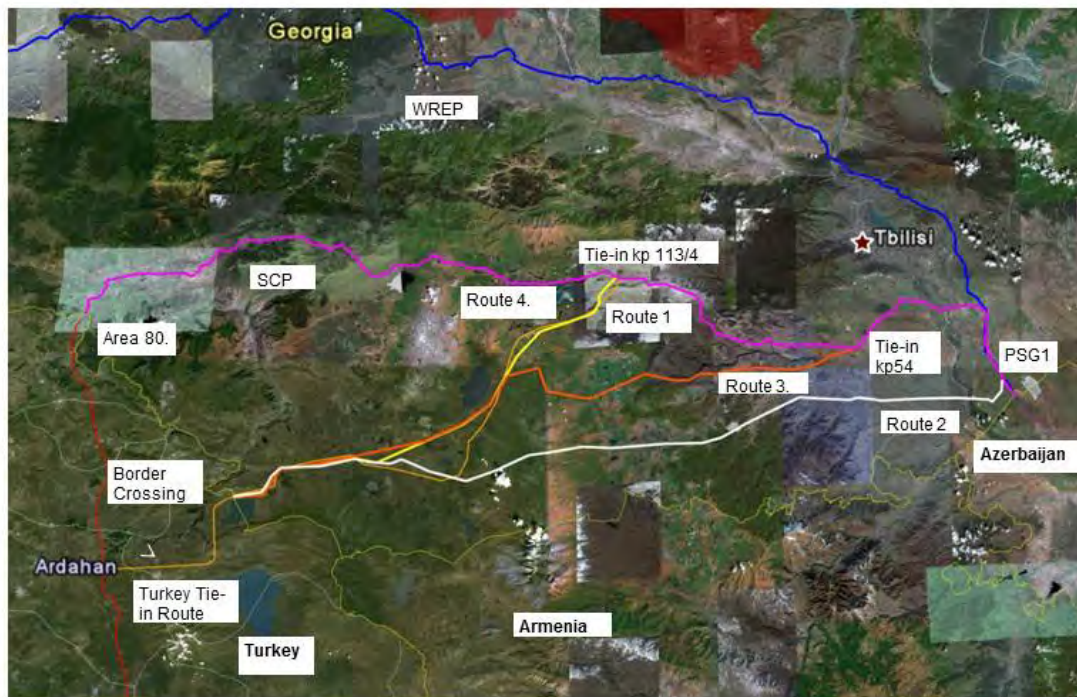 Georgia
WREP
Tbilisi
Tie-in kp 113/4
SCP
Route 4.
Route 1
Area 80.
Tie-in
kp54
PSG1
Route 3.
Route 2
Azerbaijan
Border
Crossing
Ardahan
Turkey Tie-
in Route
Armenia
Turkey